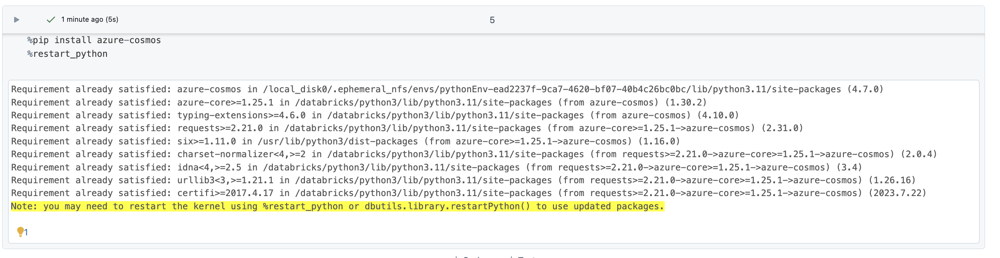 1 minute ago (5s)
5
%pip install azure-cosmos
%restart_python
Requirement already satisfied: azure-cosmos in /local_disk0/.ephemeral_nfs/envs/pythonEnv-ead2237f-9ca7-4620-bf07-40b4c26bc0bc/lib/python3.11/site-packages (4.7.0)
Requirement already satisfied: azure-core>=1.25.1 in /databricks/python3/lib/python3.11/site-packages (from azure-cosmos) (1.30.2)
Requirement already satisfied: typing-extensions>=4.6.0 in /databricks/python3/lib/python3.11/site-packages (from azure-cosmos) (4.10.0)
Requirement already satisfied: requests>=2.21.0 in /databricks/python3/lib/python3.11/site-packages (from azure-core>=1.25.1->azure-cosmos) (2.31.0)
Requirement already satisfied: six>=1.11.0 in /usr/lib/python3/dist-packages (from azure-core>=1.25.1->azure-cosmos) (1.16.0)
Requirement already satisfied: charset-normalizer<4,>=2 in /databricks/python3/lib/python3.11/site-packages (from requests>=2.21.0->azure-core>=1.25.1->azure-cosmos) (2.0.4)
Requirement already satisfied: idna<4,>=2.5 in /databricks/python3/lib/python3.11/site-packages (from requests>=2.21.0->azure-core>=1.25.1->azure-cosmos) (3.4)
Requirement already satisfied: urllib3<3,>=1.21.1 in /databricks/python3/lib/python3.11/site-packages (from requests>=2.21.0->azure-core>=1.25.1->azure-cosmos) (1.26.16)
Requirement already satisfied: certifi>=2017.4.17 in /databricks/python3/lib/python3.11/site-packages (from requests>=2.21.0->azure-core>=1.25.1->azure-cosmos) (2023.7.22)
Note: you may need to restart the kernel using %restart_python or dbutils.library.restartPython() to use updated packages.
1